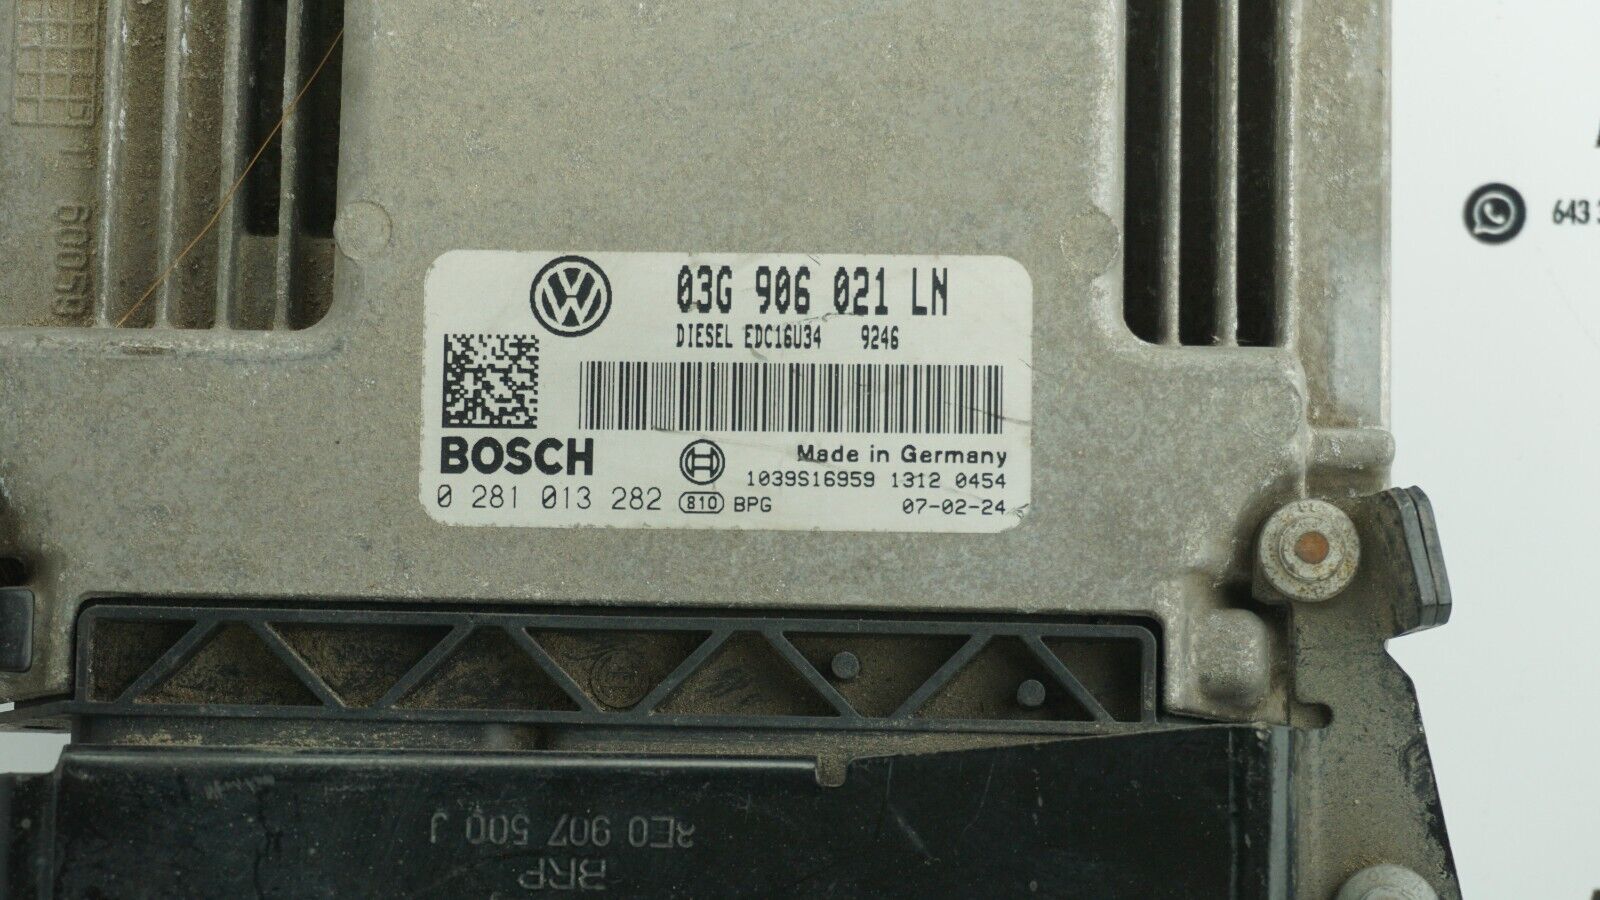 03G 906 021 LN
DIESEL EDC16U34 9246
BOSCH
Made in Germany
1039S16959 1312 0454
0 281 013 282 810 BPG 07-02-24
643
8E0 907 500 J
BRP